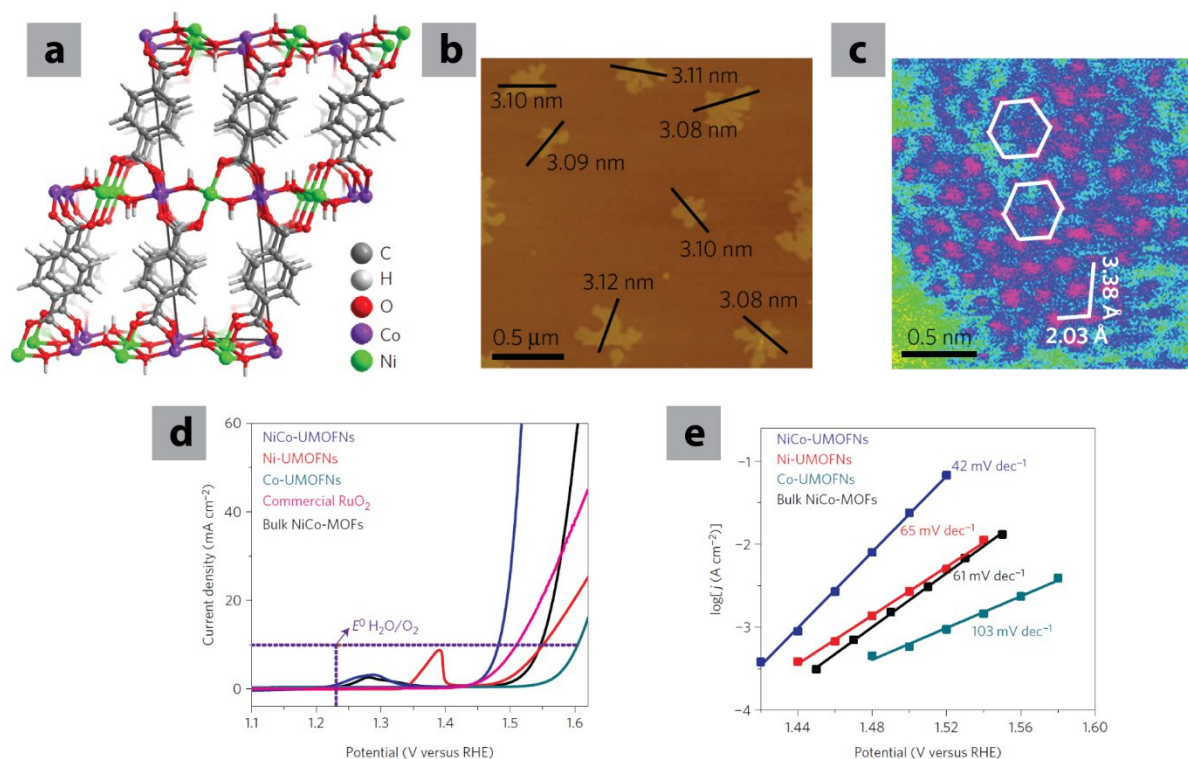 a
C
H
O
Co
Ni
b
3.11 nm
3.10 nm
3.08 nm
3.09 nm
3.10 nm
3.12 nm
3.08 nm
0.5 μm
c
3.38 Å
2.03 Å
0.5 nm
d
60
40
20
0
Current density (mA cm⁻²)
NiCo-UMOFNs
Ni-UMOFNs
Co-UMOFNs
Commercial RuO₂
Bulk NiCo-MOFs
E⁰ H₂O/O₂
1.1 1.2 1.3 1.4 1.5 1.6
Potential (V versus RHE)
e
NiCo-UMOFNs
Ni-UMOFNs
Co-UMOFNs
Bulk NiCo-MOFs
−1
−2
−3
−4
log[j (A cm⁻²)]
42 mV dec⁻¹
65 mV dec⁻¹
61 mV dec⁻¹
103 mV dec⁻¹
1.44 1.48 1.52 1.56 1.60
Potential (V versus RHE)